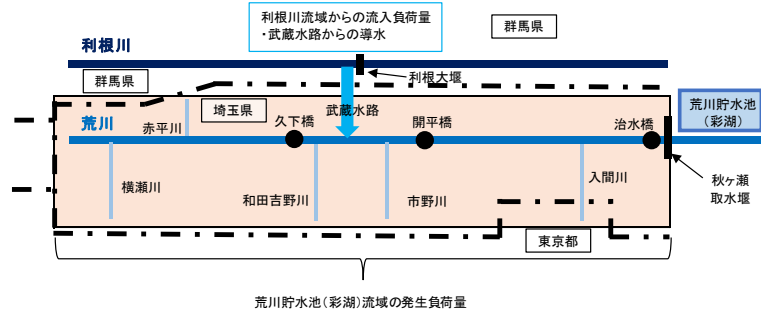 利根川流域からの流入負荷量
・武蔵水路からの導水
群馬県
利根川
群馬県
利根大堰
埼玉県
武蔵水路
荒川貯水池
(彩湖)
荒川
赤平川
久下橋
開平橋
治水橋
横瀬川
和田吉野川
市野川
入間川
秋ヶ瀬
取水堰
東京都
荒川貯水池(彩湖)流域の発生負荷量